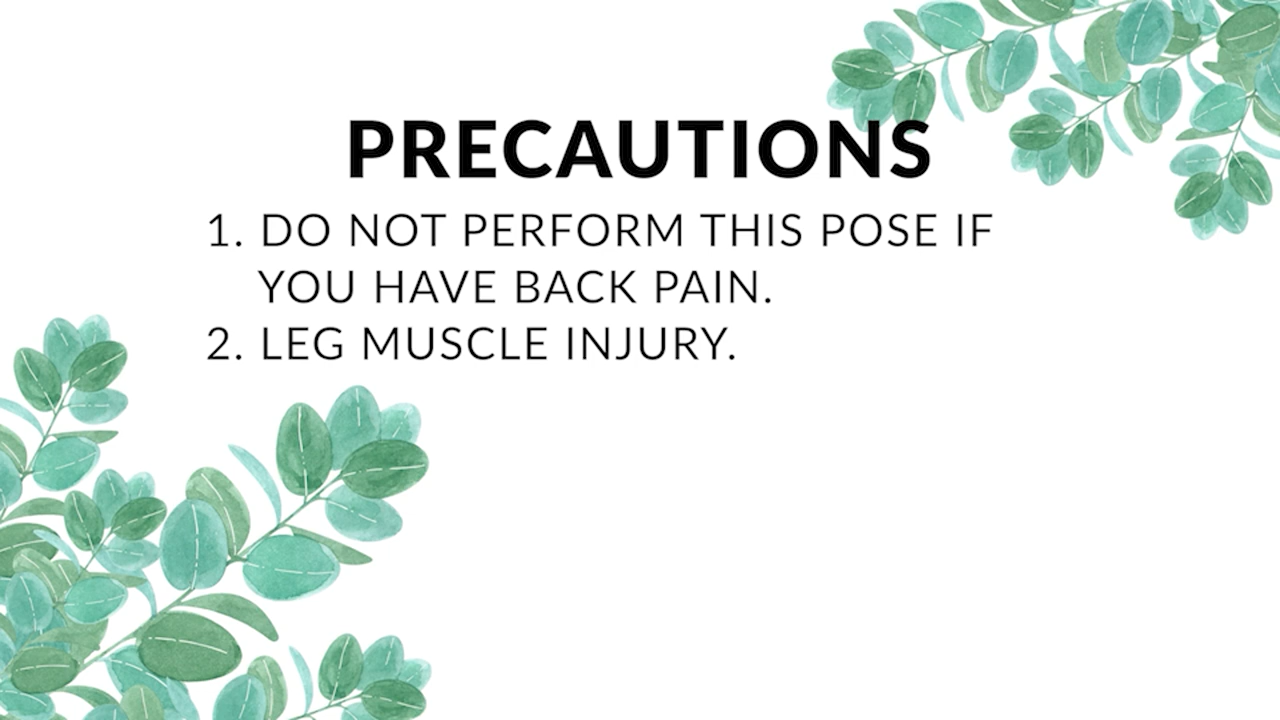 PRECAUTIONS
1. DO NOT PERFORM THIS POSE IF
YOU HAVE BACK PAIN.
2. LEG MUSCLE INJURY.